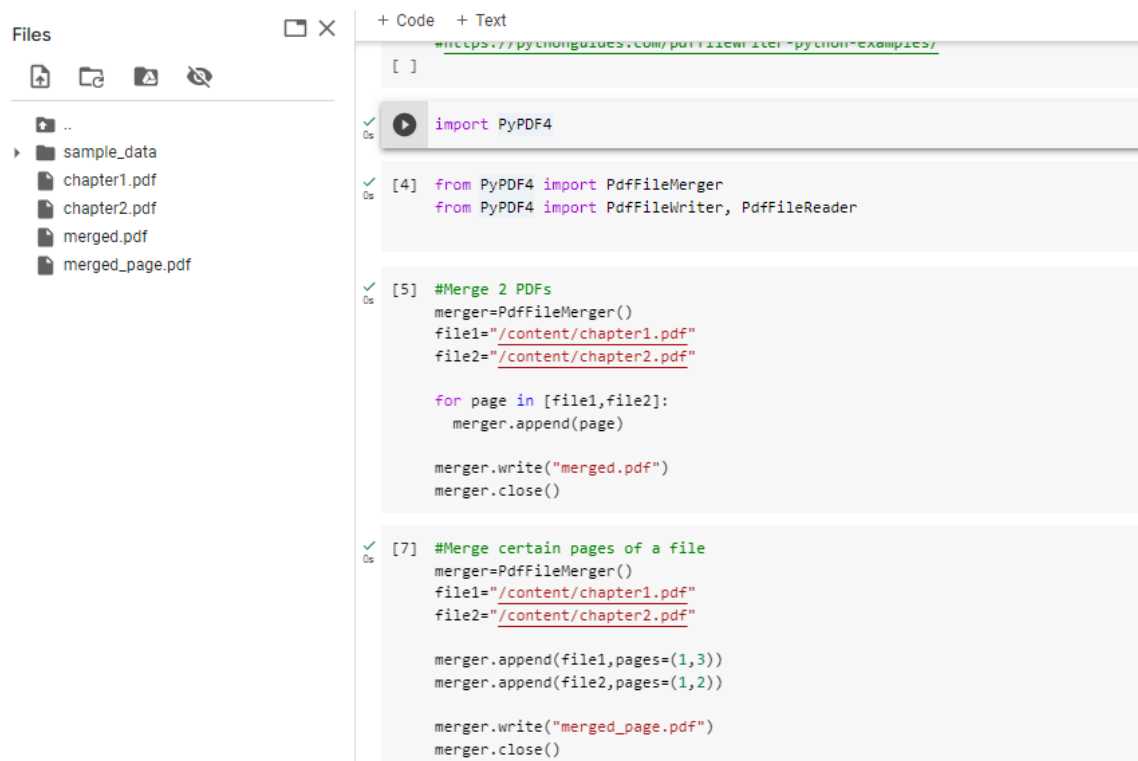 Files
..
sample_data
chapter1.pdf
chapter2.pdf
merged.pdf
merged_page.pdf
+ Code + Text
#https://pythonguides.com/pdffilewriter-python-examples/
[ ]
0s
import PyPDF4
0s
[4] from PyPDF4 import PdfFileMerger
from PyPDF4 import PdfFileWriter, PdfFileReader
0s
[5] #Merge 2 PDFs
merger=PdfFileMerger()
file1="/content/chapter1.pdf"
file2="/content/chapter2.pdf"
for page in [file1,file2]:
merger.append(page)
merger.write("merged.pdf")
merger.close()
0s
[7] #Merge certain pages of a file
merger=PdfFileMerger()
file1="/content/chapter1.pdf"
file2="/content/chapter2.pdf"
merger.append(file1,pages=(1,3))
merger.append(file2,pages=(1,2))
merger.write("merged_page.pdf")
merger.close()